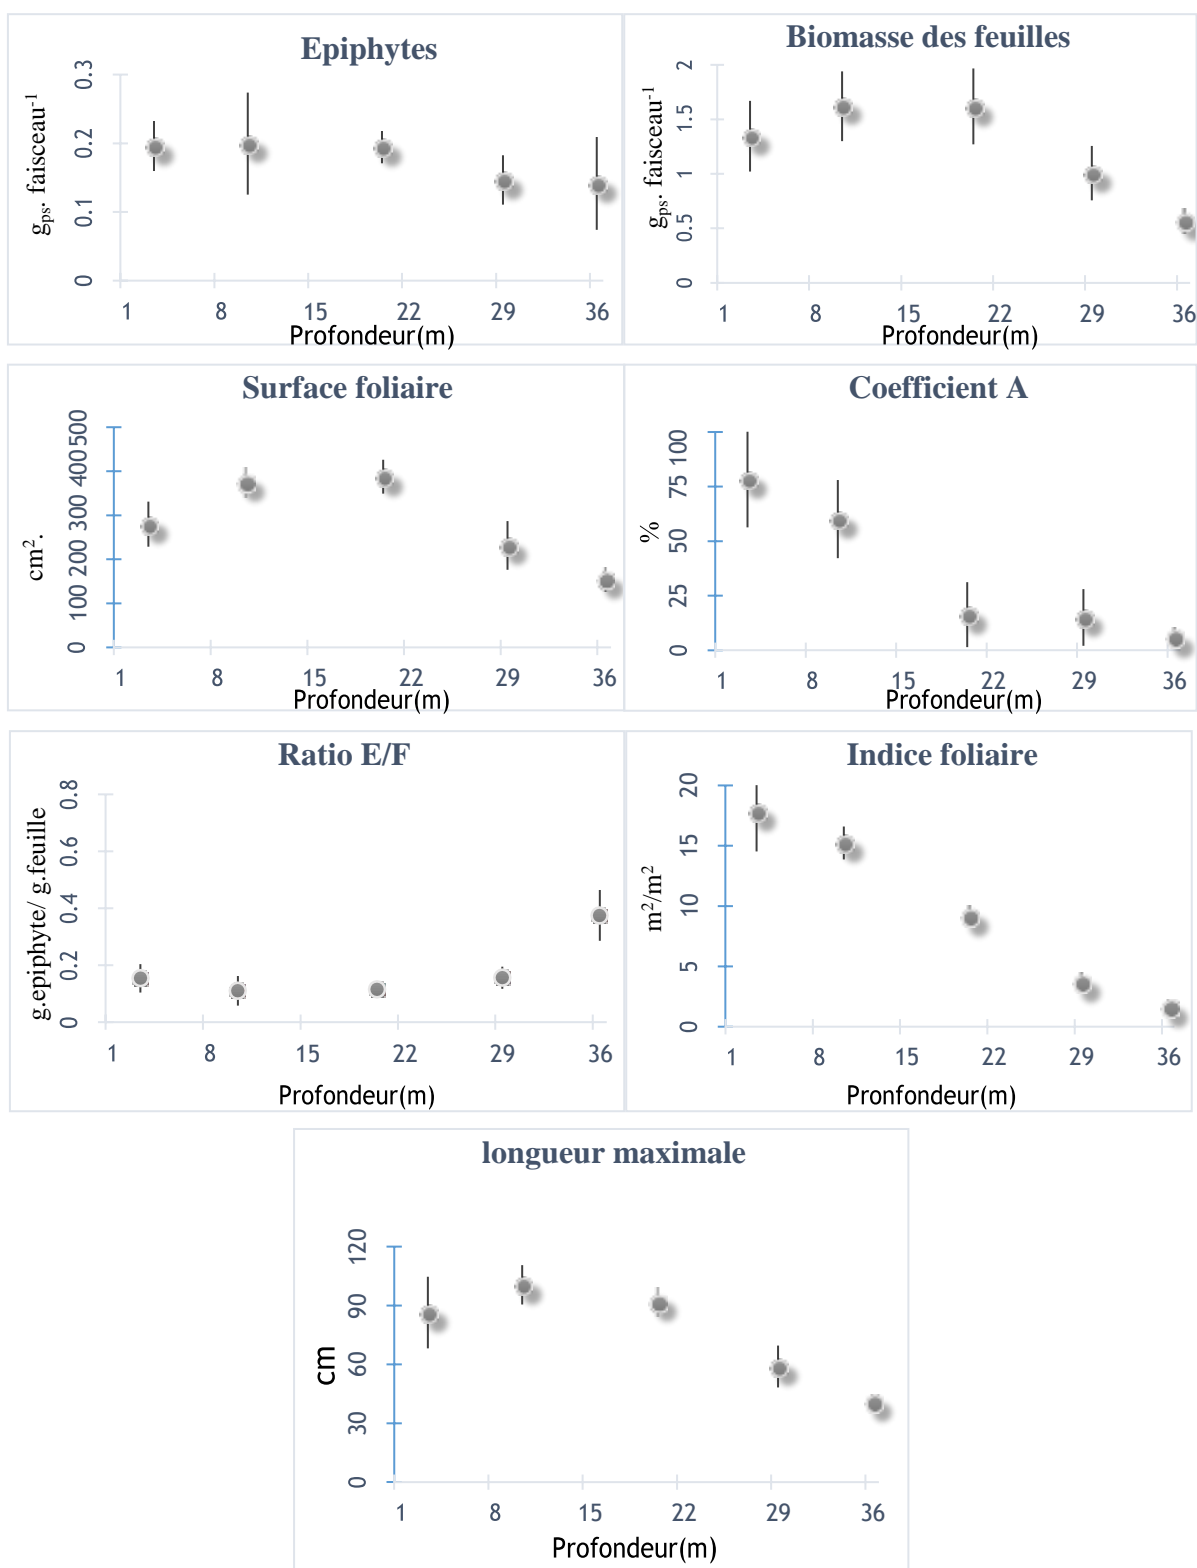 Epiphytes
g_ps. faisceau⁻¹
0.3
0.2
0.1
0
1 8 15 22 29 36
Profondeur(m)
Biomasse des feuilles
g_ps. faisceau⁻¹
2
1.5
1
0.5
0
1 8 15 22 29 36
Profondeur(m)
Surface foliaire
cm².
500
400
300
200
100
0
1 8 15 22 29 36
Profondeur(m)
Coefficient A
%
100
75
50
25
0
1 8 15 22 29 36
Profondeur(m)
Ratio E/F
g.epiphyte/ g.feuille
0.8
0.6
0.4
0.2
0
1 8 15 22 29 36
Profondeur(m)
Indice foliaire
m²/m²
20
15
10
5
0
1 8 15 22 29 36
Pronfondeur(m)
longueur maximale
cm
120
90
60
30
0
1 8 15 22 29 36
Profondeur(m)